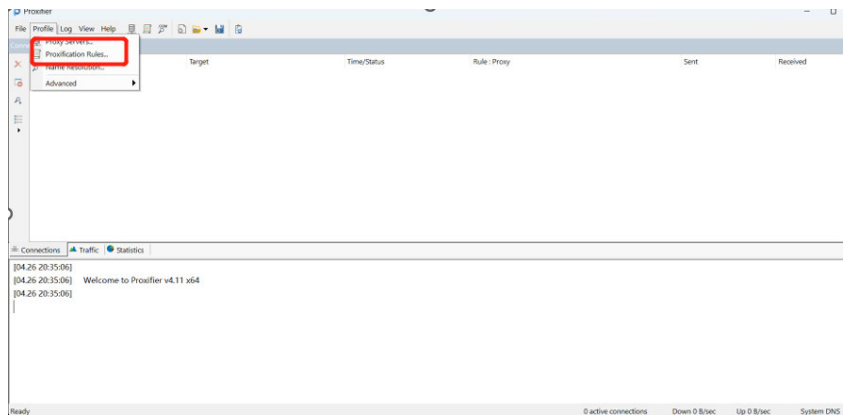 Proxifier
File Profile Log View Help
Proxy Servers...
Proxification Rules...
Name Resolution...
Advanced
Target Time/Status Rule : Proxy Sent Received
Connections Traffic Statistics
[04.26 20:35:06]
[04.26 20:35:06] Welcome to Proxifier v4.11 x64
[04.26 20:35:06]
Ready 0 active connections Down 0 B/sec Up 0 B/sec System DNS